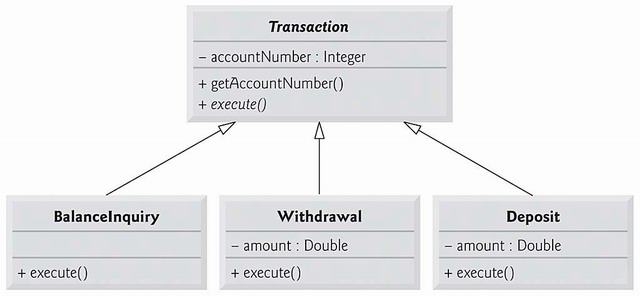 Transaction
– accountNumber : Integer
+ getAccountNumber()
+ execute()
BalanceInquiry
+ execute()
Withdrawal
– amount : Double
+ execute()
Deposit
– amount : Double
+ execute()